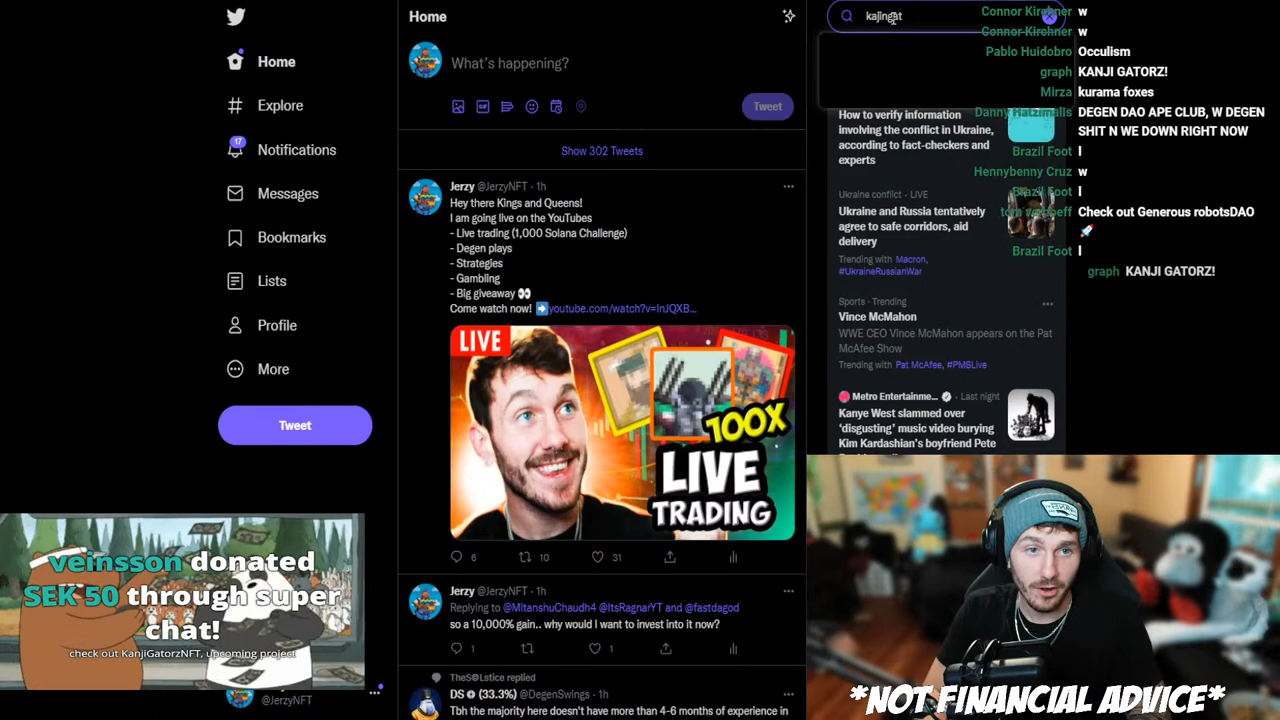 Home
Explore
17
Notifications
Messages
Bookmarks
Lists
Profile
More
Tweet
@JerzyNFT
veinsson donated
SEK 50 through super
chat!
check out KanjiGatorzNFT, upcoming project
Home
What's happening?
GIF
Tweet
Show 302 Tweets
Jerzy @JerzyNFT · 1h
Hey there Kings and Queens!
I am going live on the YouTubes
- Live trading (1,000 Solana Challenge)
- Degen plays
- Strategies
- Gambling
- Big giveaway 👀
Come watch now! ➡️youtube.com/watch?v=InJQXB...
LIVE
100X
LIVE
TRADING
6 10 31
Jerzy @JerzyNFT · 1h
Replying to @MItanshuChaudh4 @ItsRagnarYT and @fastdagod
so a 10,000% gain.. why would I want to invest into it now?
1 1
TheS☻Lstice replied
DS (33.3%) @DegenSwings · 1h
Tbh the majority here doesn't have more than 4-6 months of experience in
kajingat
How to verify information
involving the conflict in Ukraine,
according to fact-checkers and
experts
Ukraine conflict · LIVE
Ukraine and Russia tentatively
agree to safe corridors, aid
delivery
Trending with Macron,
#UkraineRussianWar
Sports · Trending
Vince McMahon
WWE CEO Vince McMahon appears on the Pat
McAfee Show
Trending with Pat McAfee, #PMSLive
Metro Entertainme... · Last night
Kanye West slammed over
'disgusting' music video burying
Kim Kardashian's boyfriend Pete
Connor Kirchner w
Connor Kirchner w
Pablo Huidobro Occulism
graph KANJI GATORZ!
Mirza kurama foxes
Danny Hatzimalis DEGEN DAO APE CLUB, W DEGEN
SHIT N WE DOWN RIGHT NOW
Brazil Foot l
Hennybenny Cruz w
Brazil Foot l
Check out Generous robotsDAO
🚀
Brazil Foot l
graph KANJI GATORZ!
*NOT FINANCIAL ADVICE*